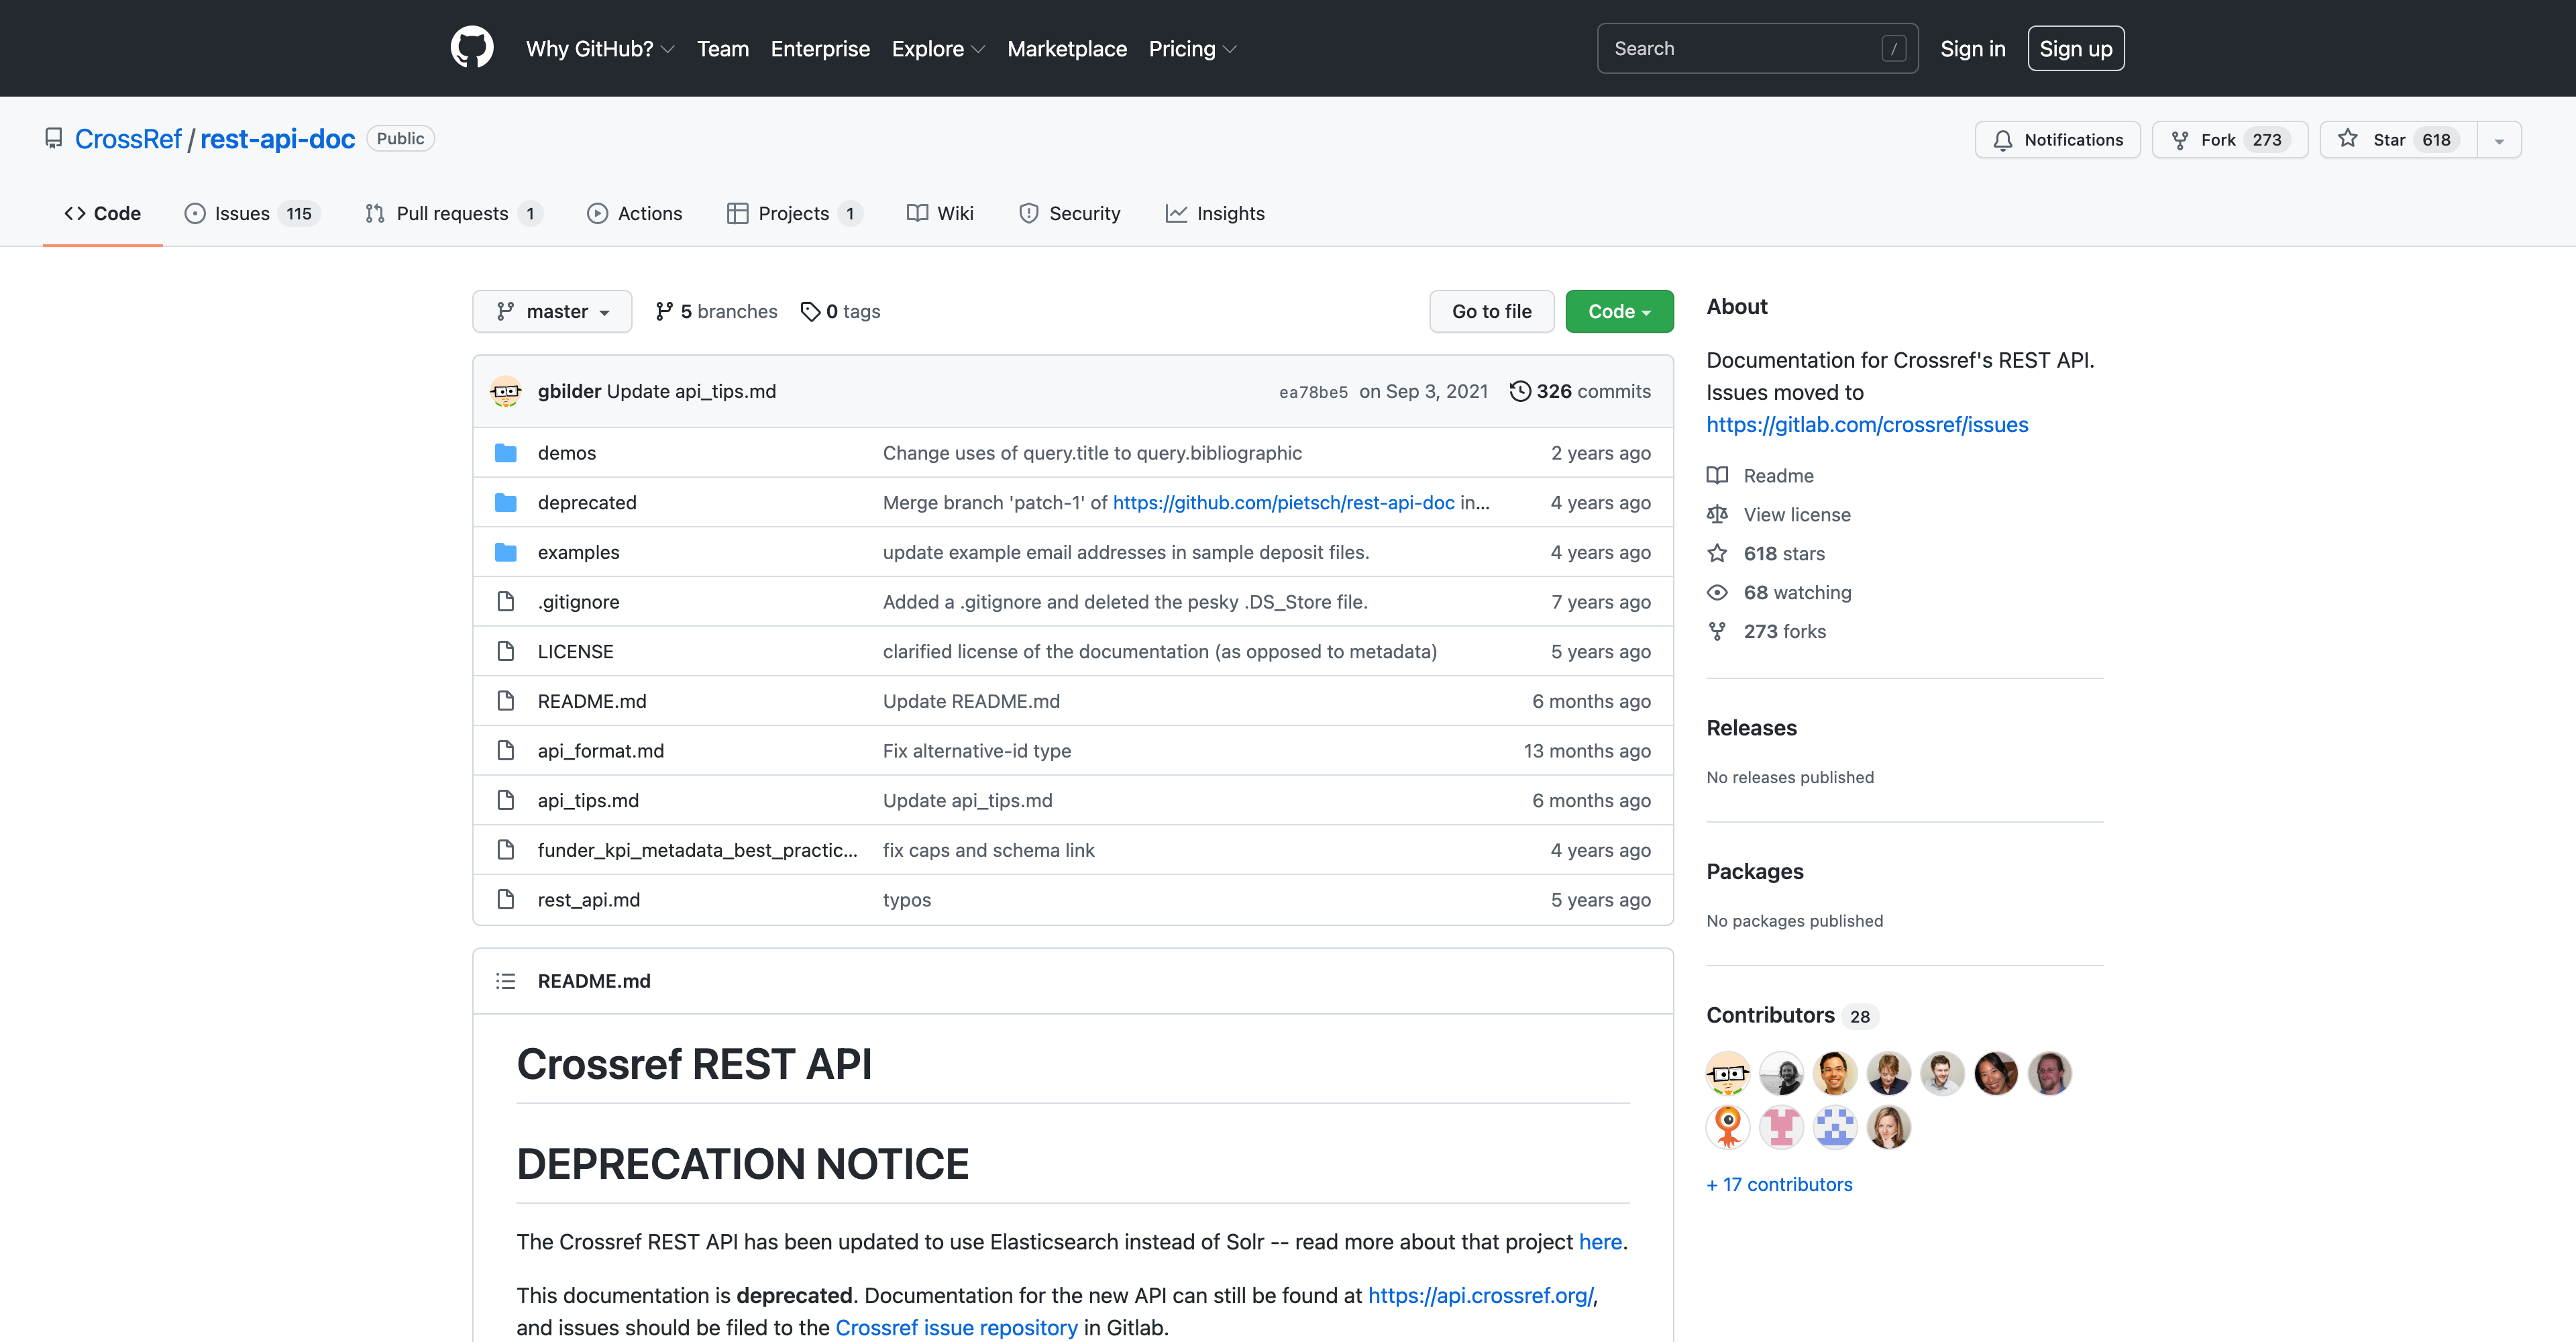 Why GitHub? Team Enterprise Explore Marketplace Pricing Search / Sign in Sign up
CrossRef / rest-api-doc Public Notifications Fork 273 Star 618
Code Issues 115 Pull requests 1 Actions Projects 1 Wiki Security Insights
master 5 branches 0 tags Go to file Code
gbilder Update api_tips.md ea78be5 on Sep 3, 2021 326 commits
demos Change uses of query.title to query.bibliographic 2 years ago
deprecated Merge branch 'patch-1' of https://github.com/pietsch/rest-api-doc in... 4 years ago
examples update example email addresses in sample deposit files. 4 years ago
.gitignore Added a .gitignore and deleted the pesky .DS_Store file. 7 years ago
LICENSE clarified license of the documentation (as opposed to metadata) 5 years ago
README.md Update README.md 6 months ago
api_format.md Fix alternative-id type 13 months ago
api_tips.md Update api_tips.md 6 months ago
funder_kpi_metadata_best_practic... fix caps and schema link 4 years ago
rest_api.md typos 5 years ago
README.md
Crossref REST API
DEPRECATION NOTICE
The Crossref REST API has been updated to use Elasticsearch instead of Solr -- read more about that project here.
This documentation is deprecated. Documentation for the new API can still be found at https://api.crossref.org/,
and issues should be filed to the Crossref issue repository in Gitlab.
About
Documentation for Crossref's REST API.
Issues moved to
https://gitlab.com/crossref/issues
Readme
View license
618 stars
68 watching
273 forks
Releases
No releases published
Packages
No packages published
Contributors 28
+ 17 contributors